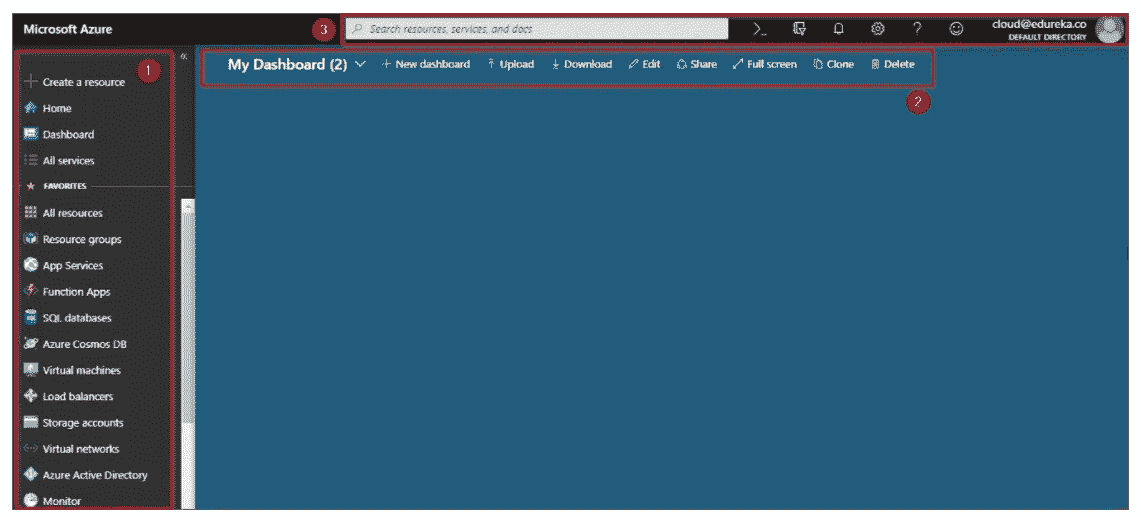 Microsoft Azure
3
Search resources, services, and docs
cloud@edureka.co
DEFAULT DIRECTORY
My Dashboard (2) New dashboard Upload Download Edit Share Full screen Clone Delete
2
1
Create a resource
Home
Dashboard
All services
FAVORITES
All resources
Resource groups
App Services
Function Apps
SQL databases
Azure Cosmos DB
Virtual machines
Load balancers
Storage accounts
Virtual networks
Azure Active Directory
Monitor